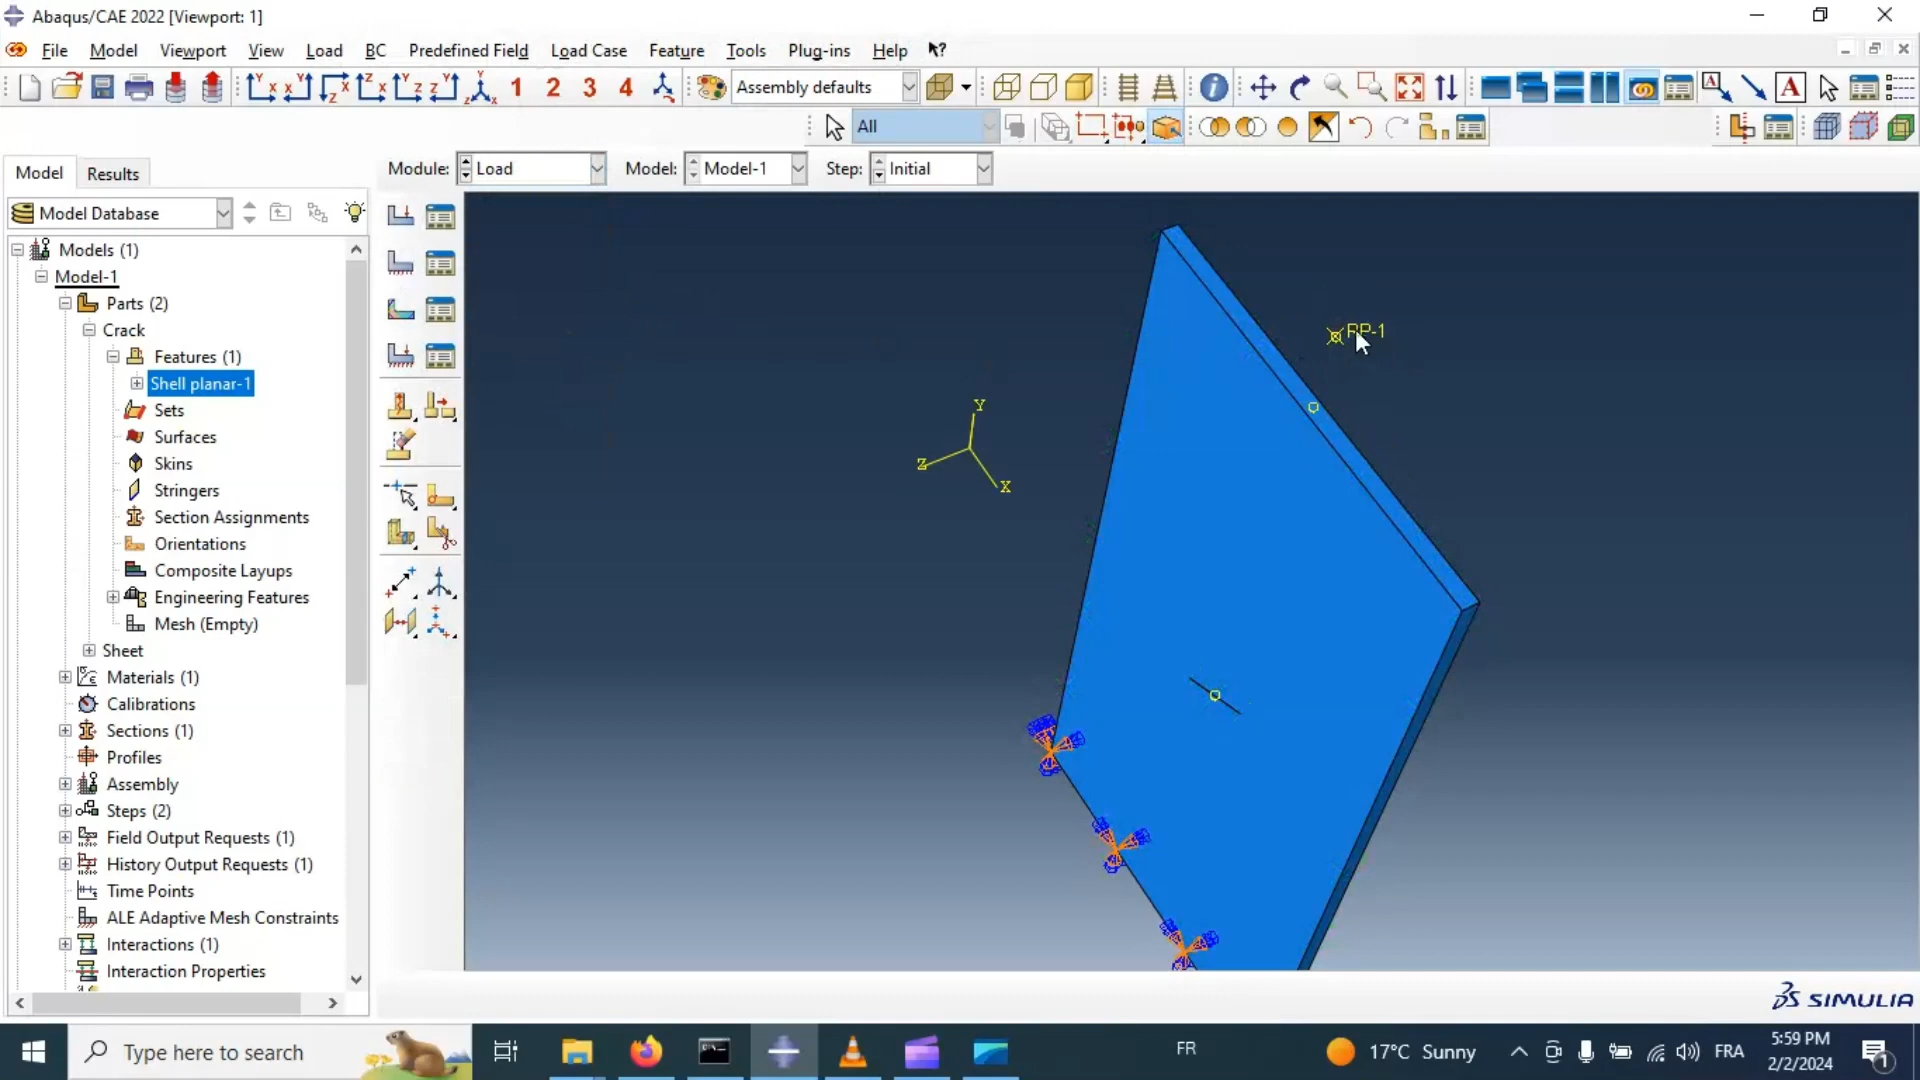 Abaqus/CAE 2022 [Viewport: 1]
File Model Viewport View Load BC Predefined Field Load Case Feature Tools Plug-ins Help
1 2 3 4 Assembly defaults
All
Model Results Module: Load Model: Model-1 Step: Initial
Model Database
Models (1)
Model-1
Parts (2)
Crack
Features (1)
Shell planar-1
Sets
Surfaces
Skins
Stringers
Section Assignments
Orientations
Composite Layups
Engineering Features
Mesh (Empty)
Sheet
Materials (1)
Calibrations
Sections (1)
Profiles
Assembly
Steps (2)
Field Output Requests (1)
History Output Requests (1)
Time Points
ALE Adaptive Mesh Constraints
Interactions (1)
Interaction Properties
RP-1
Y
Z
X
SIMULIA
Type here to search
FR
17°C Sunny
FRA
5:59 PM
2/2/2024
1